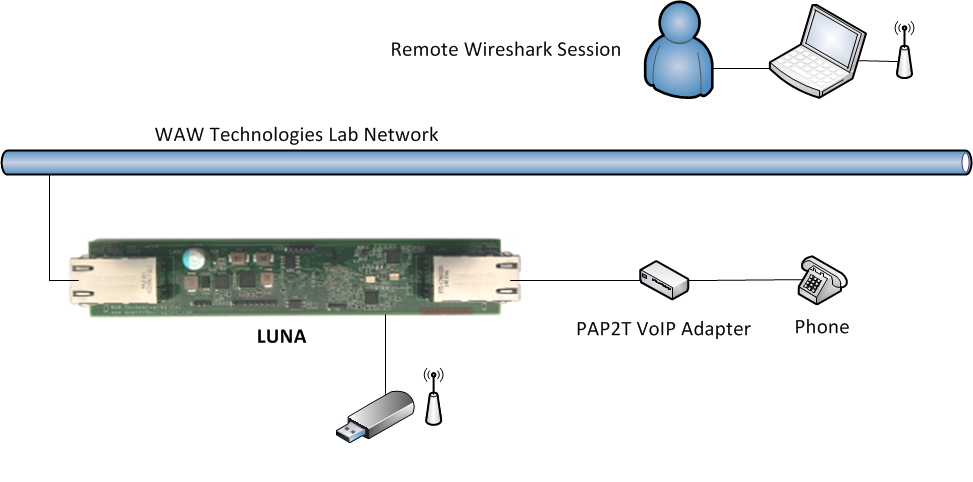 Remote Wireshark Session
WAW Technologies Lab Network
LUNA
PAP2T VoIP Adapter
Phone